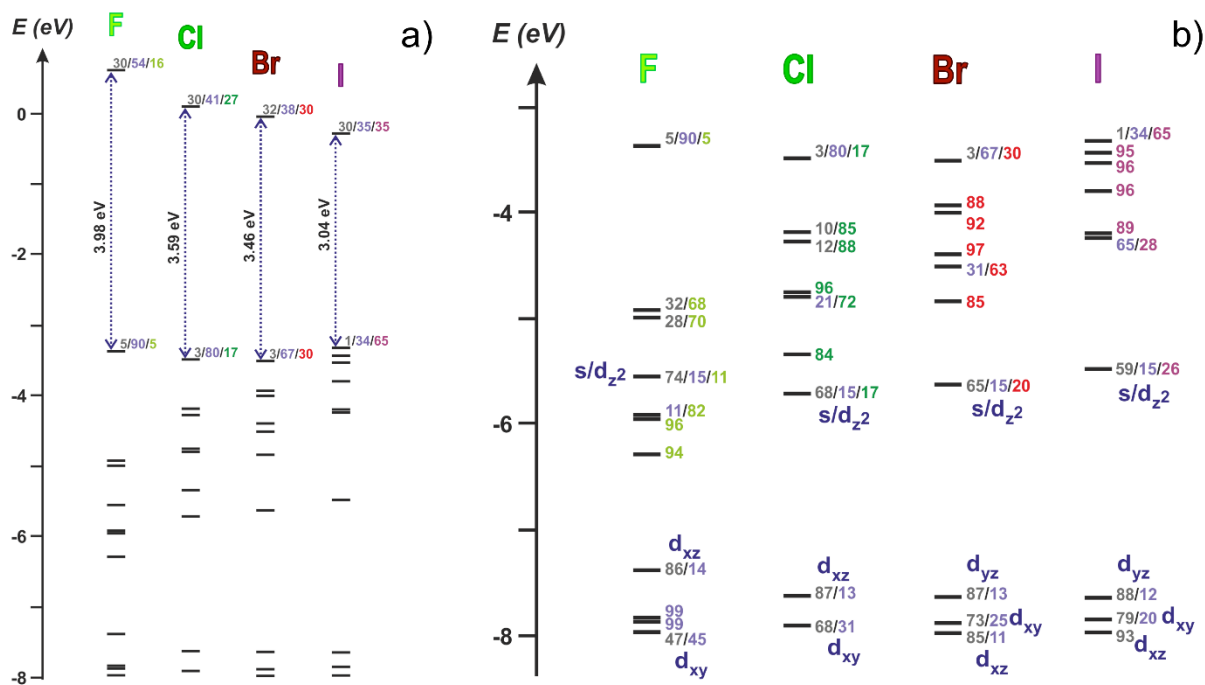 E (eV)
F
Cl
Br
I
a)
30/54/16
30/41/27
32/38/30
30/35/35
0
-2
-4
-6
-8
3.98 eV
3.59 eV
3.46 eV
3.04 eV
5/90/5
3/80/17
3/67/30
1/34/65
E (eV)
F
Cl
Br
I
b)
-4
-6
-8
5/90/5
32/68
28/70
s/dz2
74/15/11
11/82
96
94
dxz
86/14
99
99
47/45
dxy
3/80/17
10/85
12/88
96
21/72
84
68/15/17
s/dz2
dxz
87/13
68/31
dxy
3/67/30
88
92
97
31/63
85
65/15/20
s/dz2
dyz
87/13
73/25 dxy
85/11
dxz
1/34/65
95
96
96
89
65/28
59/15/26
s/dz2
dyz
88/12
79/20 dxy
93
dxz